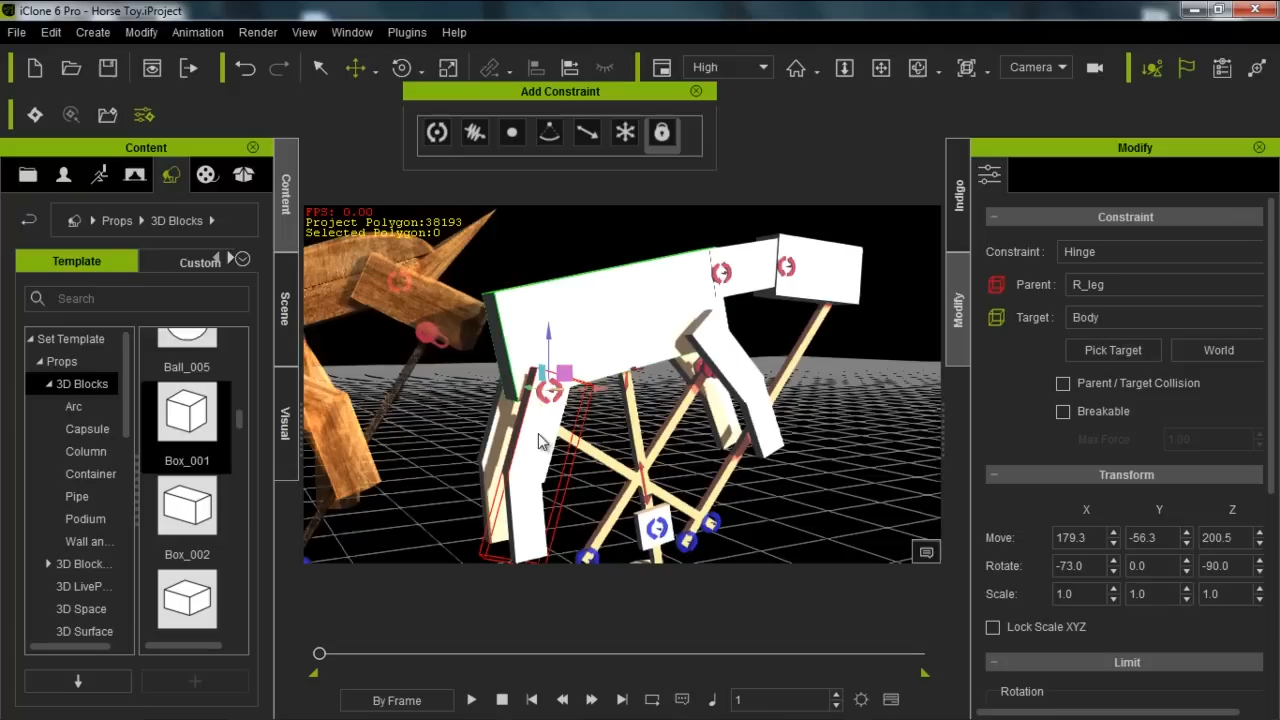 iClone 6 Pro - Horse Toy.iProject
File Edit Create Modify Animation Render View Window Plugins Help
High
Camera
Add Constraint
Content
Props 3D Blocks
Template
Custom
Search
Set Template
Props
3D Blocks
Arc
Capsule
Column
Container
Pipe
Podium
Wall an...
3D Block...
3D LiveP...
3D Space
3D Surface
Ball_005
Box_001
Box_002
Content
Scene
Visual
FPS: 0.00
Project Polygon:38193
Selected Polygon:0
By Frame
1
Indigo
Modify
Modify
Constraint
Constraint: Hinge
Parent: R_leg
Target: Body
Pick Target World
Parent / Target Collision
Breakable
Max Force 1.00
Transform
X Y Z
Move: 179.3 -56.3 200.5
Rotate: -73.0 0.0 -90.0
Scale: 1.0 1.0 1.0
Lock Scale XYZ
Limit
Rotation